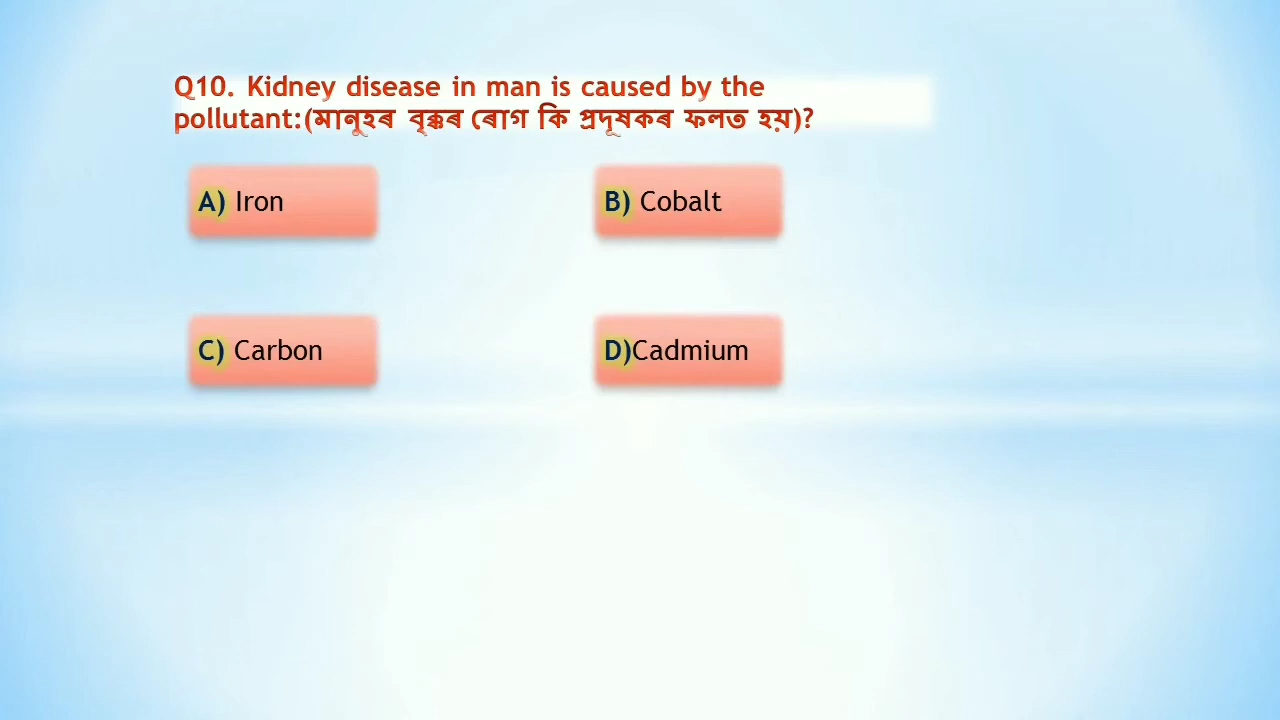 Q10. Kidney disease in man is caused by the
pollutant:(মানুহৰ বৃক্কৰ ৰোগ কি প্ৰদূষকৰ ফলত হয়)?
A) Iron
B) Cobalt
C) Carbon
D)Cadmium